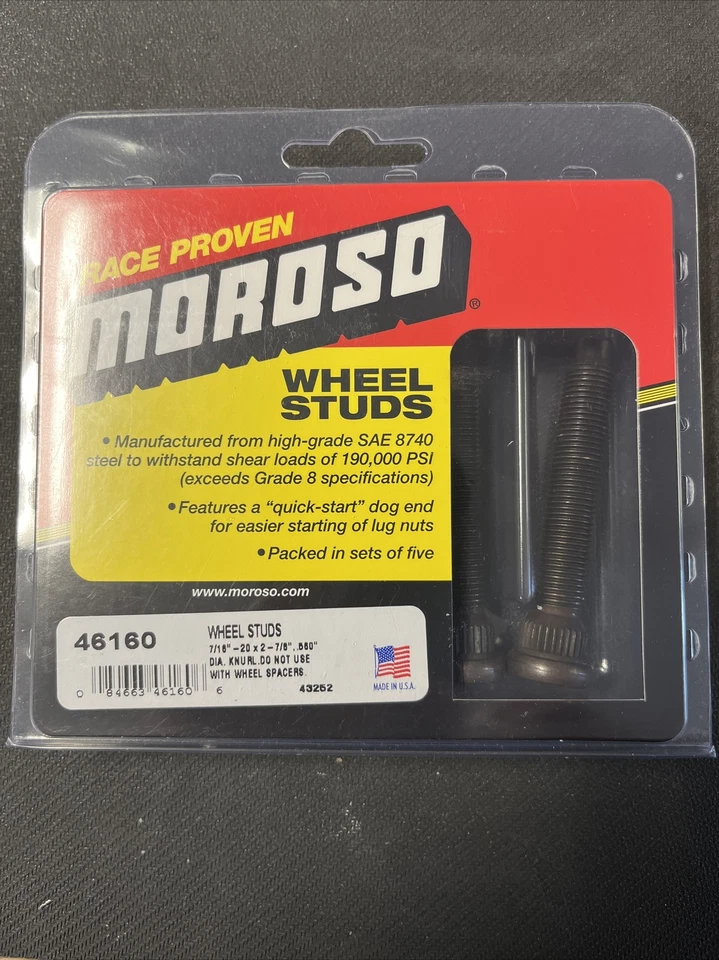 RACE PROVEN
MOROSO®
WHEEL
STUDS
• Manufactured from high-grade SAE 8740
steel to withstand shear loads of 190,000 PSI
(exceeds Grade 8 specifications)
• Features a “quick-start” dog end
for easier starting of lug nuts
• Packed in sets of five
www.moroso.com
46160
WHEEL STUDS
7/16" - 20 x 2-7/8", .560"
DIA. KNURL.DO NOT USE
WITH WHEEL SPACERS.
0 84663 46160 6
43252
MADE IN U.S.A.